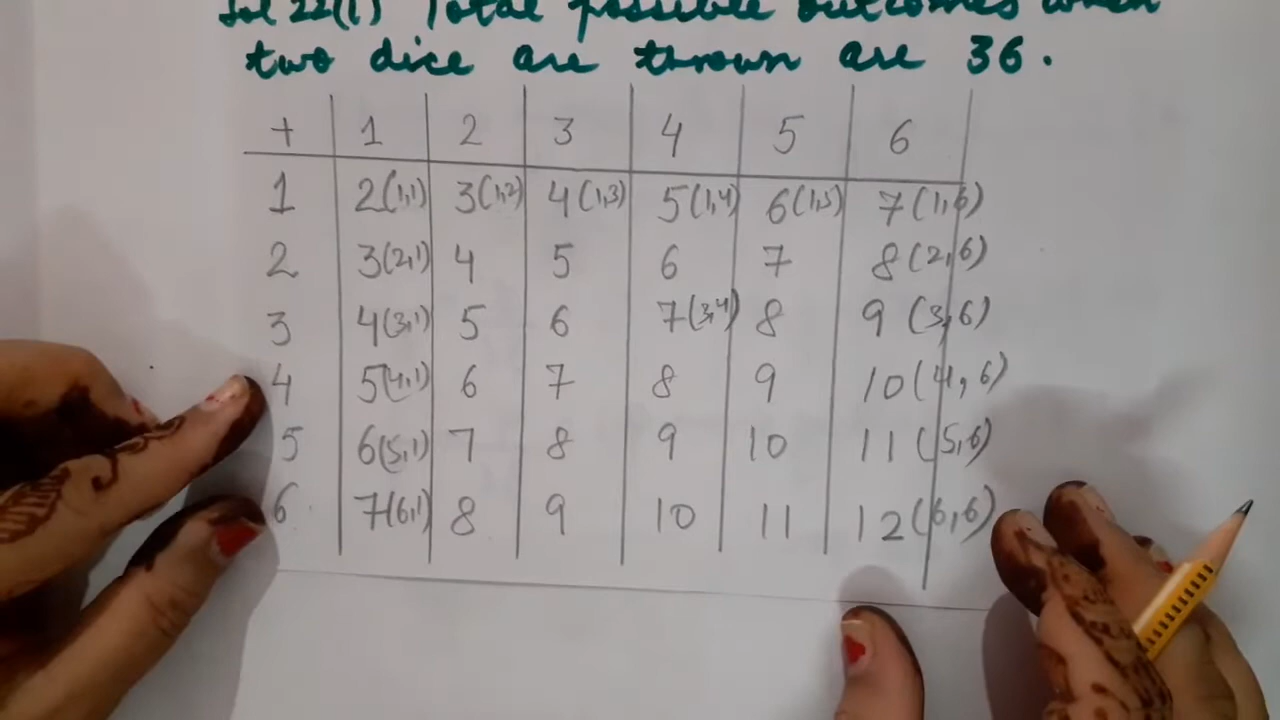 Sol 22(i) Total possible outcomes when
two dice are thrown are 36.
+ 1 2 3 4 5 6
1 2(1,1) 3(1,2) 4(1,3) 5(1,4) 6(1,5) 7(1,6)
2 3(2,1) 4 5 6 7 8(2,6)
3 4(3,1) 5 6 7(3,4) 8 9 (3,6)
4 5(4,1) 6 7 8 9 10(4,6)
5 6(5,1) 7 8 9 10 11 (5,6)
6 7(6,1) 8 9 10 11 12(6,6)